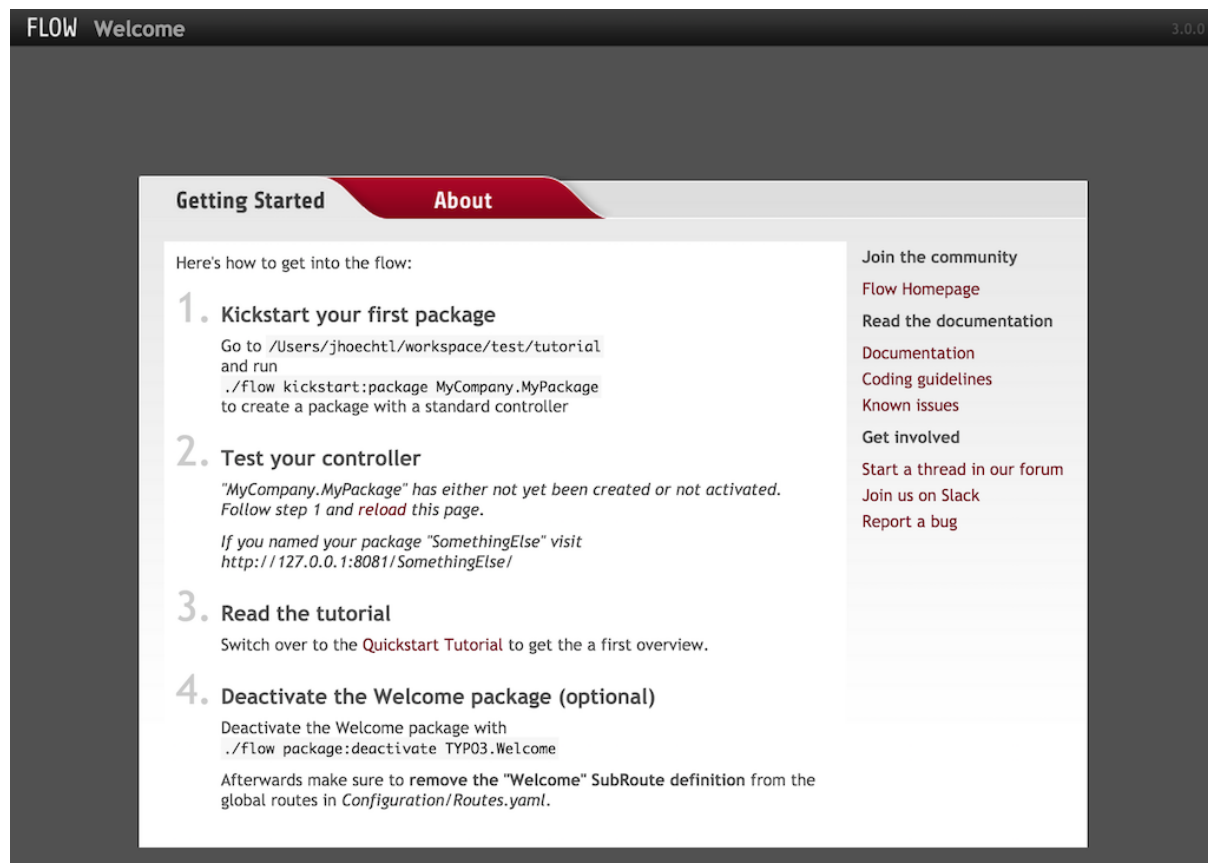 FLOW Welcome
3.0.0
Getting Started
About
Here's how to get into the flow:
1. Kickstart your first package
Go to /Users/jhoechtl/workspace/test/tutorial
and run
./flow kickstart:package MyCompany.MyPackage
to create a package with a standard controller
2. Test your controller
"MyCompany.MyPackage" has either not yet been created or not activated.
Follow step 1 and reload this page.
If you named your package "SomethingElse" visit
http://127.0.0.1:8081/SomethingElse/
3. Read the tutorial
Switch over to the Quickstart Tutorial to get the a first overview.
4. Deactivate the Welcome package (optional)
Deactivate the Welcome package with
./flow package:deactivate TYPO3.Welcome
Afterwards make sure to remove the "Welcome" SubRoute definition from the
global routes in Configuration/Routes.yaml.
Join the community
Flow Homepage
Read the documentation
Documentation
Coding guidelines
Known issues
Get involved
Start a thread in our forum
Join us on Slack
Report a bug